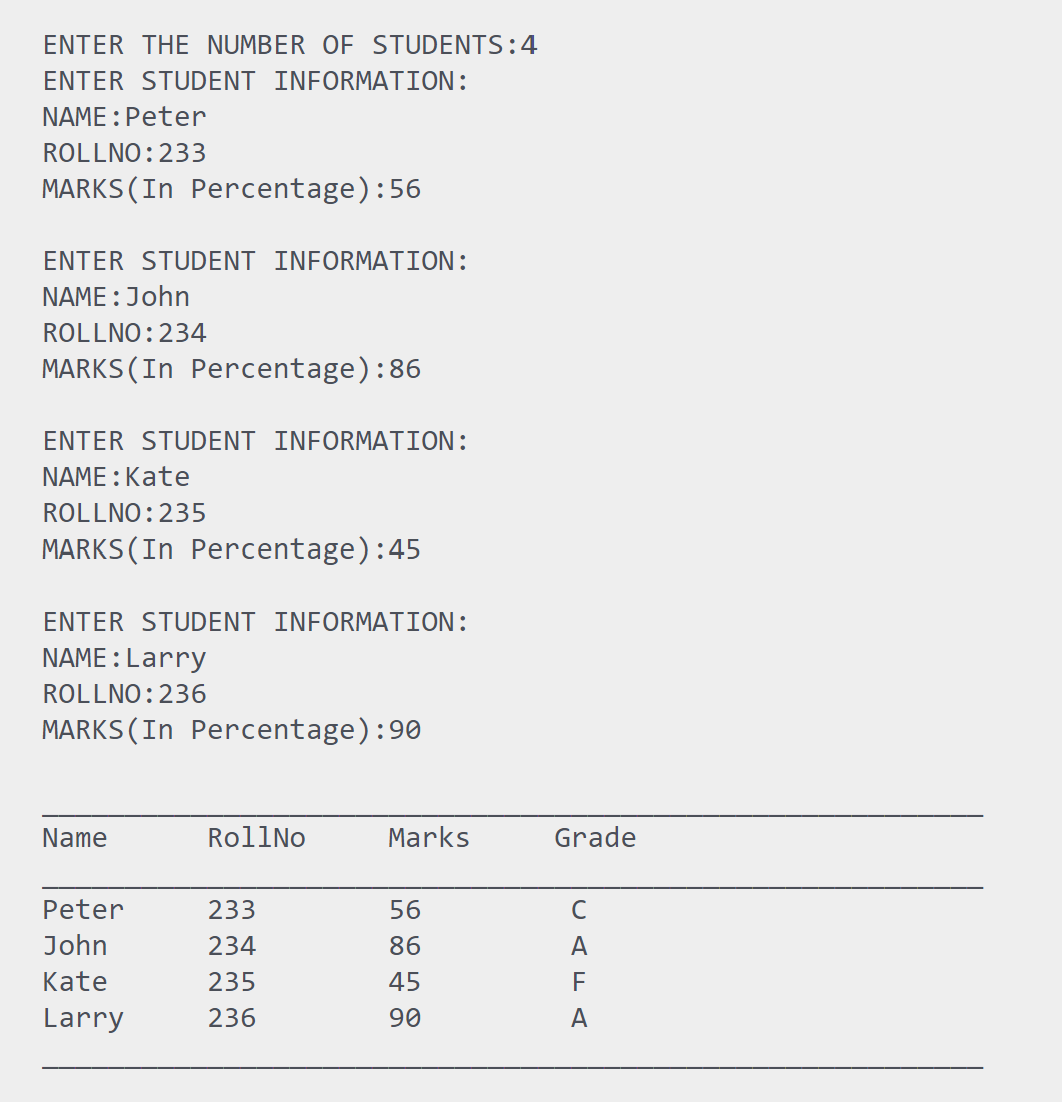 ENTER THE NUMBER OF STUDENTS:4
ENTER STUDENT INFORMATION:
NAME:Peter
ROLLNO:233
MARKS(In Percentage):56
ENTER STUDENT INFORMATION:
NAME:John
ROLLNO:234
MARKS(In Percentage):86
ENTER STUDENT INFORMATION:
NAME:Kate
ROLLNO:235
MARKS(In Percentage):45
ENTER STUDENT INFORMATION:
NAME:Larry
ROLLNO:236
MARKS(In Percentage):90
_________________________________________________________
Name      RollNo     Marks     Grade
_________________________________________________________
Peter     233        56         C
John      234        86         A
Kate      235        45         F
Larry     236        90         A
_________________________________________________________